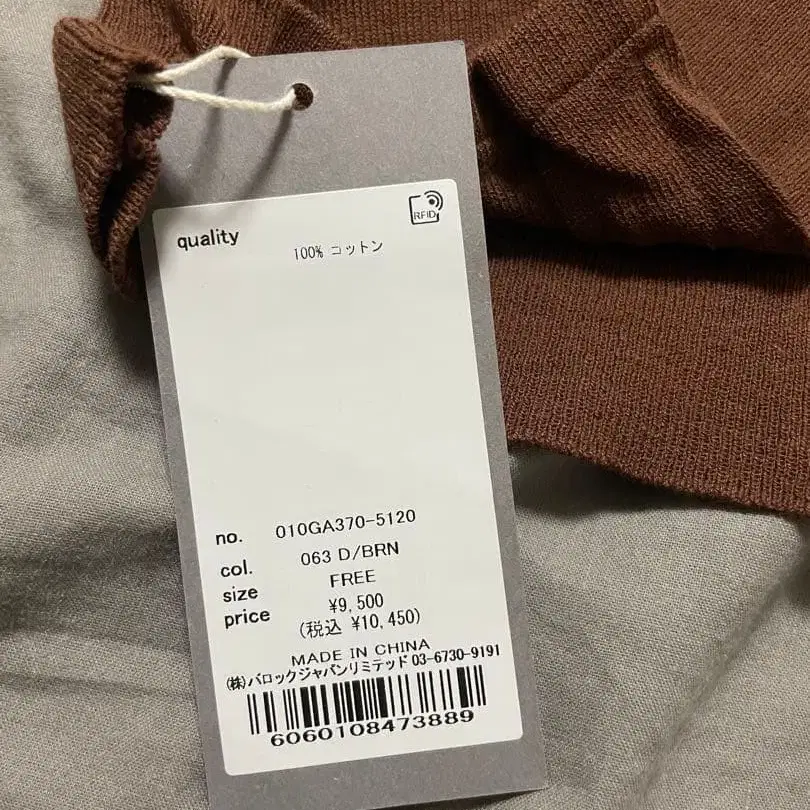 RFID
quality
100% コットン
no. 010GA370-5120
col. 063 D/BRN
size FREE
price ¥9,500
(税込 ¥10,450)
MADE IN CHINA
(株)バロックジャパンリミテッド 03-6730-9191
6060108473889